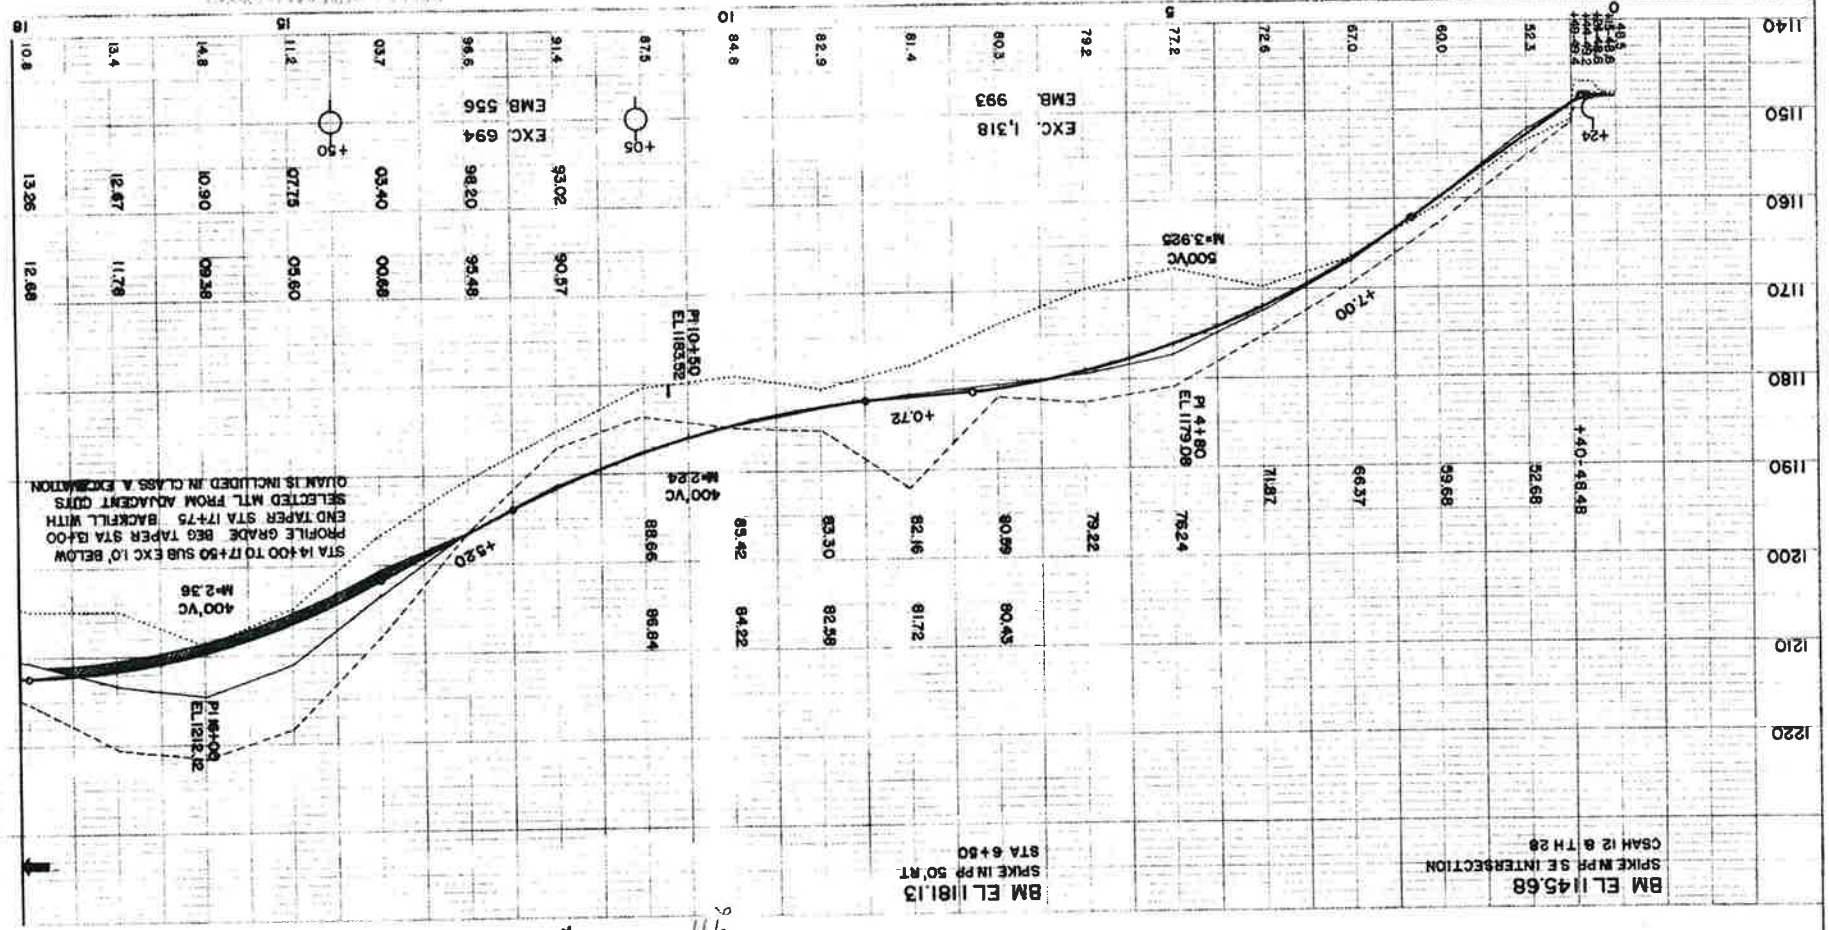 BM EL 1145.68
SPIKE IN PP S E INTERSECTION
CSAH 12 & TH 28
BM EL 1181.13
SPIKE IN PP 50' RT.
STA 6+50
1220
1210
1200
1190
1180
1170
1160
1150
1140
PI 16+00
EL 1212.12
400' VC
M=2.36
STA 14+00 TO 17+50 SUB EXC 1.0' BELOW
PROFILE GRADE BEG TAPER STA 13+00
END TAPER STA 17+75 BACKFILL WITH
SELECTED MTL FROM ADJACENT CUTS
QUAN IS INCLUDED IN CLASS A EXCAVATION
80.43
81.72
82.58
84.22
86.84
+40-48.48
52.68
59.68
66.37
71.87
76.24
79.22
80.59
82.16
83.30
85.42
88.66
+5.20
400' VC
M=2.24
PI 4+80
EL 1179.08
+0.72
PI 10+50
EL 1183.52
+7.00
500' VC
M=3.925
90.57
95.48
00.68
05.60
09.38
11.78
12.68
93.02
98.20
03.40
07.75
10.90
12.67
13.26
+24
EXC. 1,318
EMB. 993
+05
EXC. 694
EMB. 556
+50
48.5
52.3
60.0
67.0
72.6
77.2
79.2
80.3
81.4
82.9
84.8
87.5
91.4
96.6
03.7
11.2
14.8
13.4
10.8
0
5
10
15
18